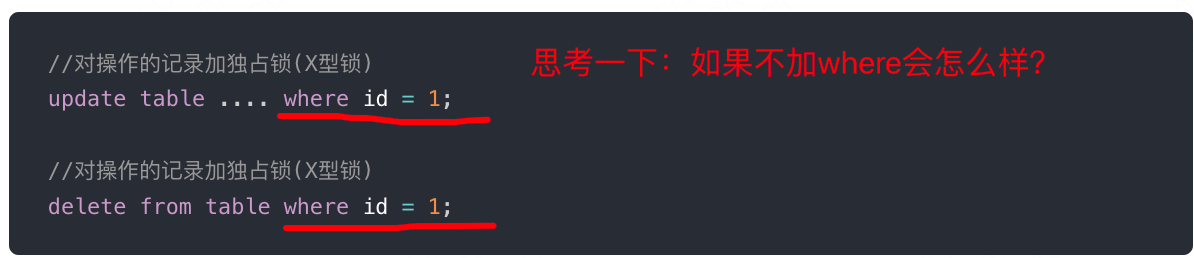 //对操作的记录加独占锁(X型锁)
思考一下：如果不加where会怎么样？
update table .... where id = 1;
//对操作的记录加独占锁(X型锁)
delete from table where id = 1;